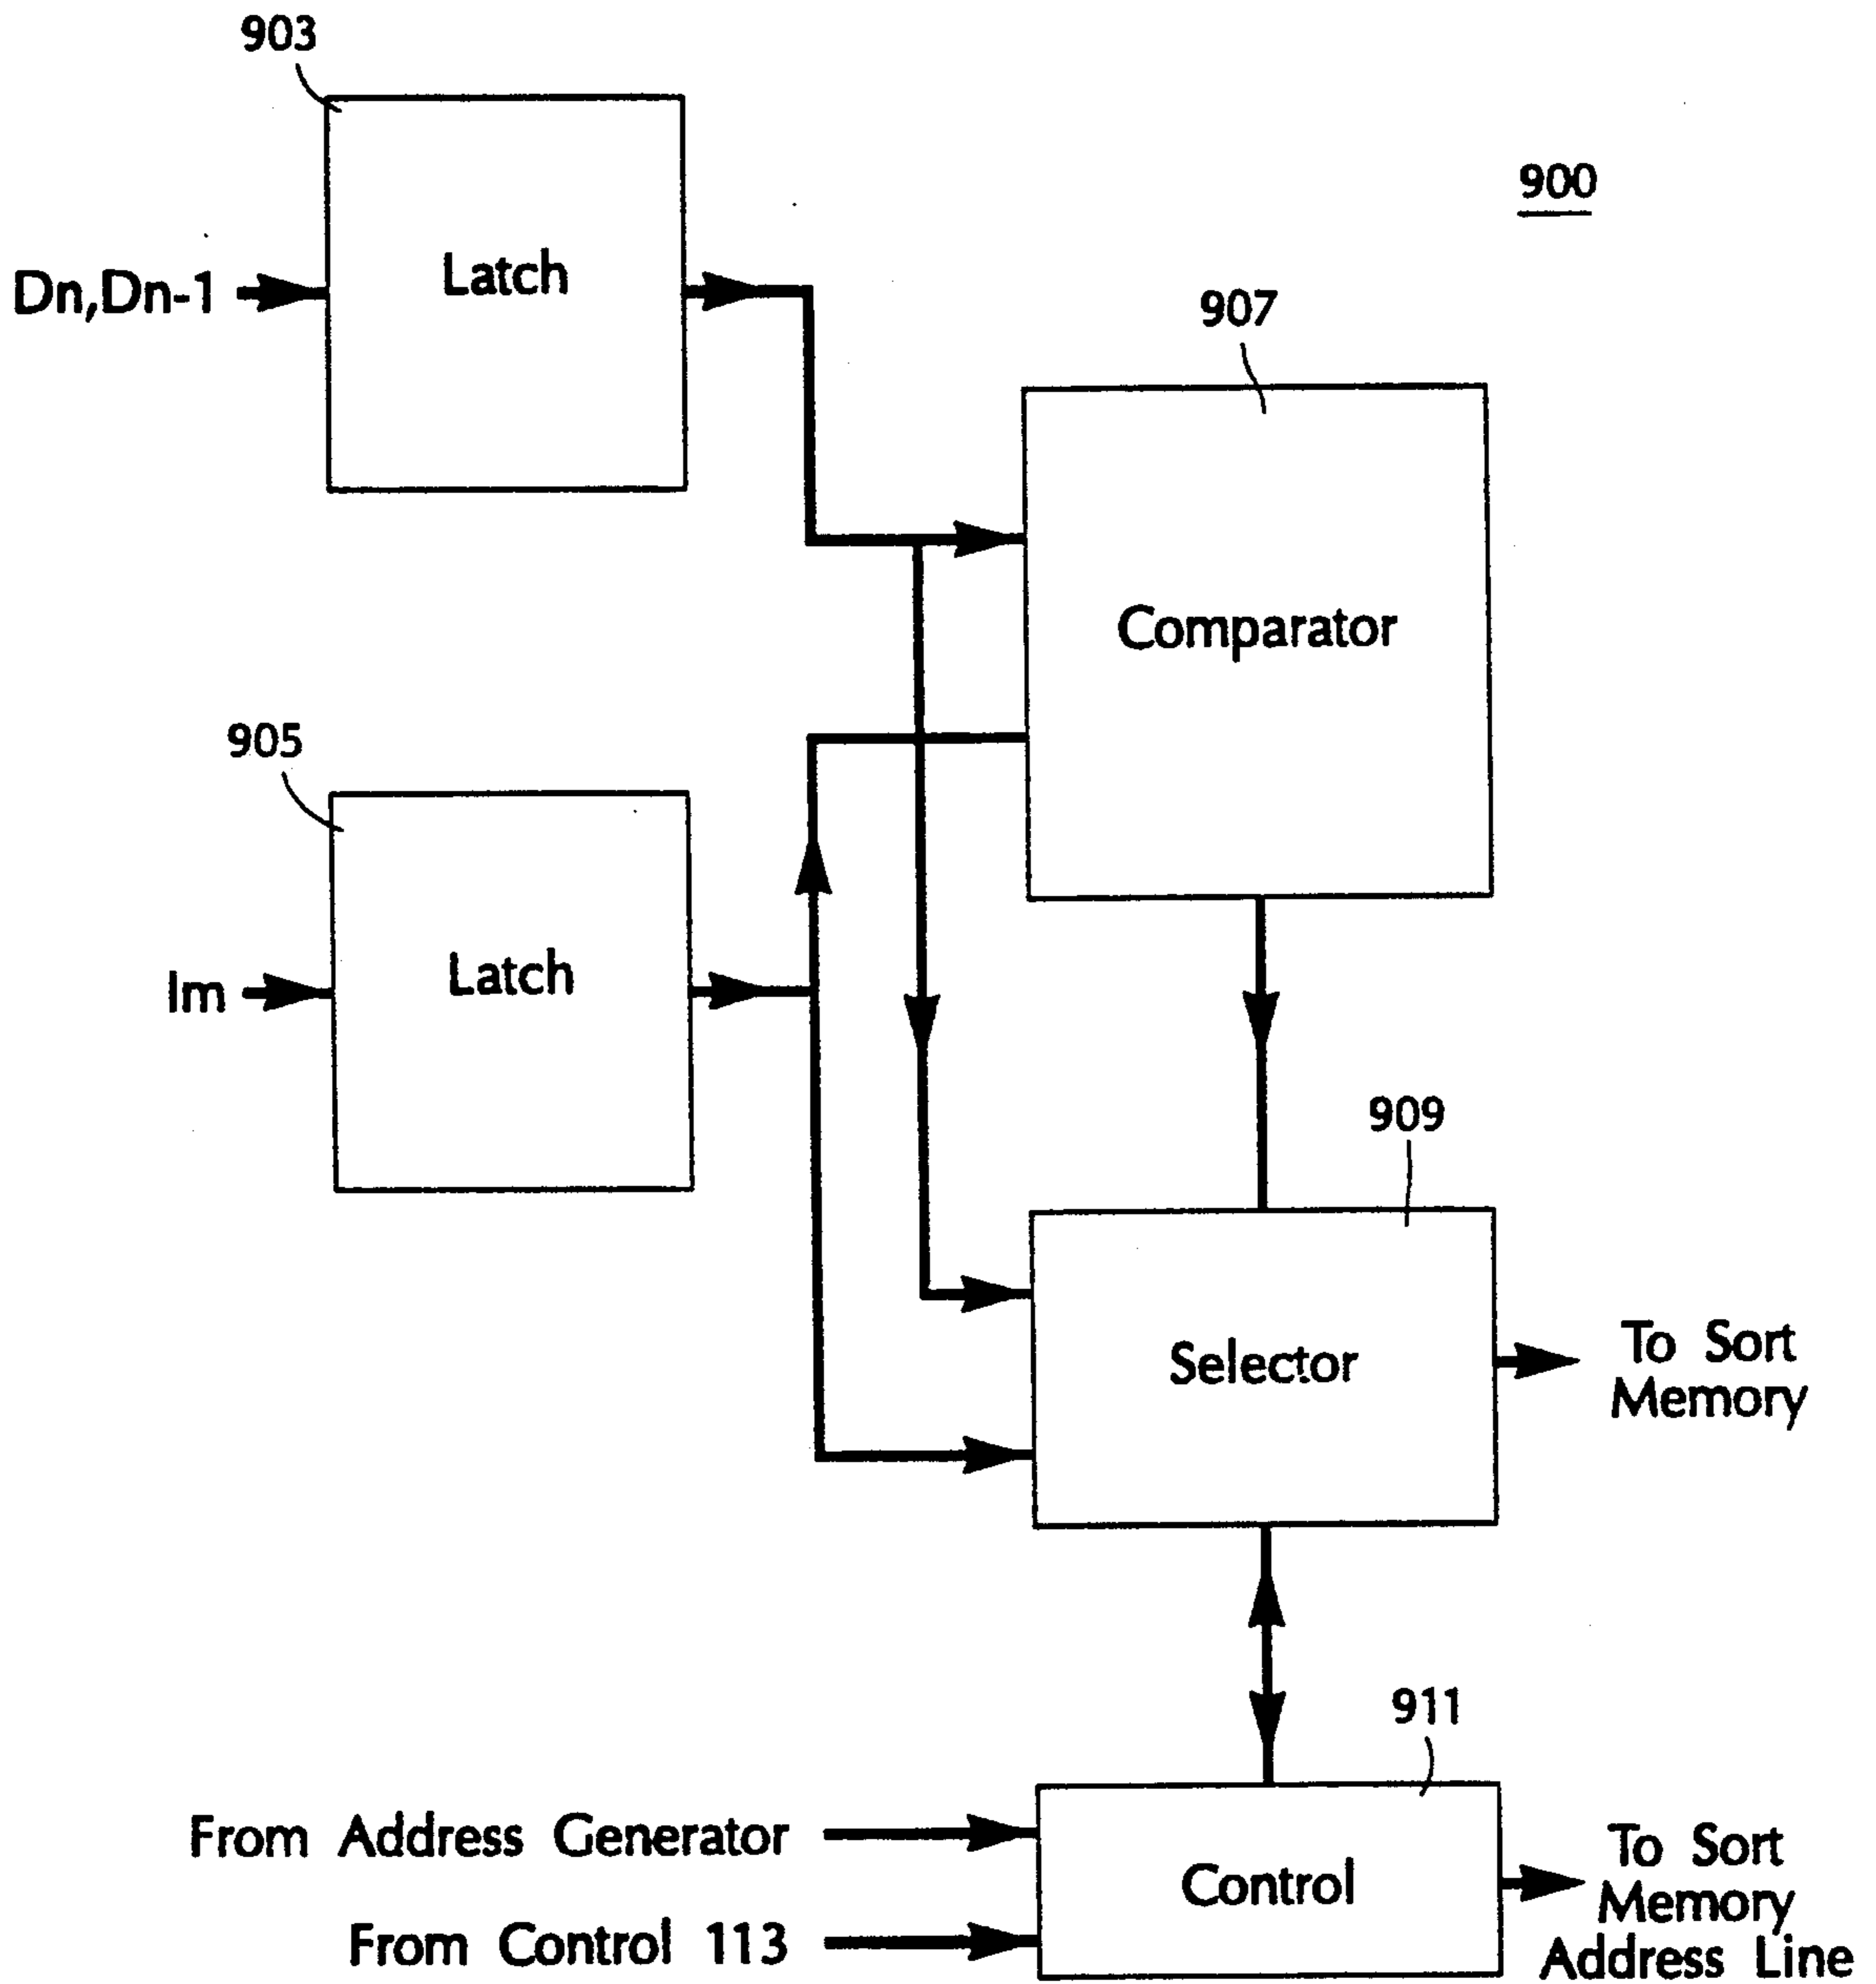 903
900
Dn,Dn-1
Latch
907
Comparator
905
Im
Latch
909
Selector
To Sort
Memory
911
From Address Generator
From Control 113
Control
To Sort
Memory
Address Line